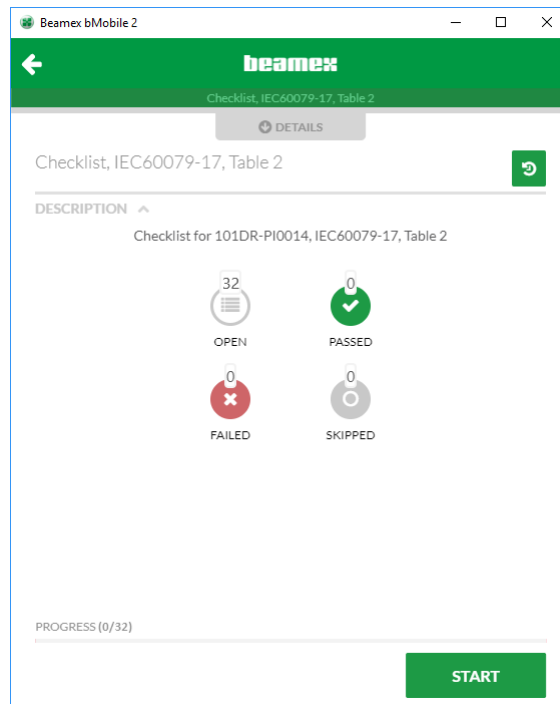 Beamex bMobile 2
beamex
Checklist, IEC60079-17, Table 2
DETAILS
Checklist, IEC60079-17, Table 2
DESCRIPTION
Checklist for 101DR-PI0014, IEC60079-17, Table 2
32
0
OPEN
PASSED
0
0
FAILED
SKIPPED
PROGRESS (0/32)
START